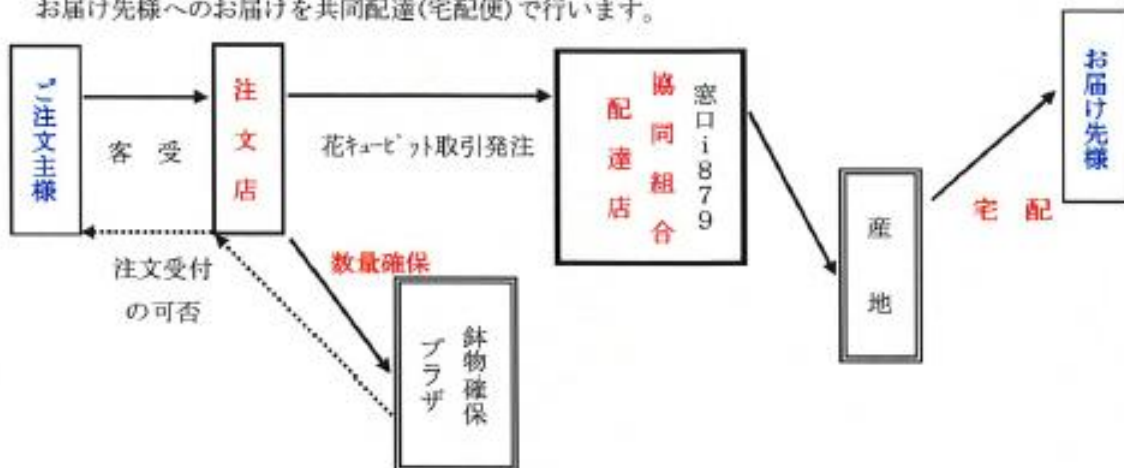 お届け先様へのお届けを共同配達(宅配便)で行います。
ご注文主様
客 受
注文店
花キューピット取引発注
窓口i879
協同組合
配達店
産地
宅 配
お届け先様
注文受付
の可否
数量確保
鉢物確保
プラザ